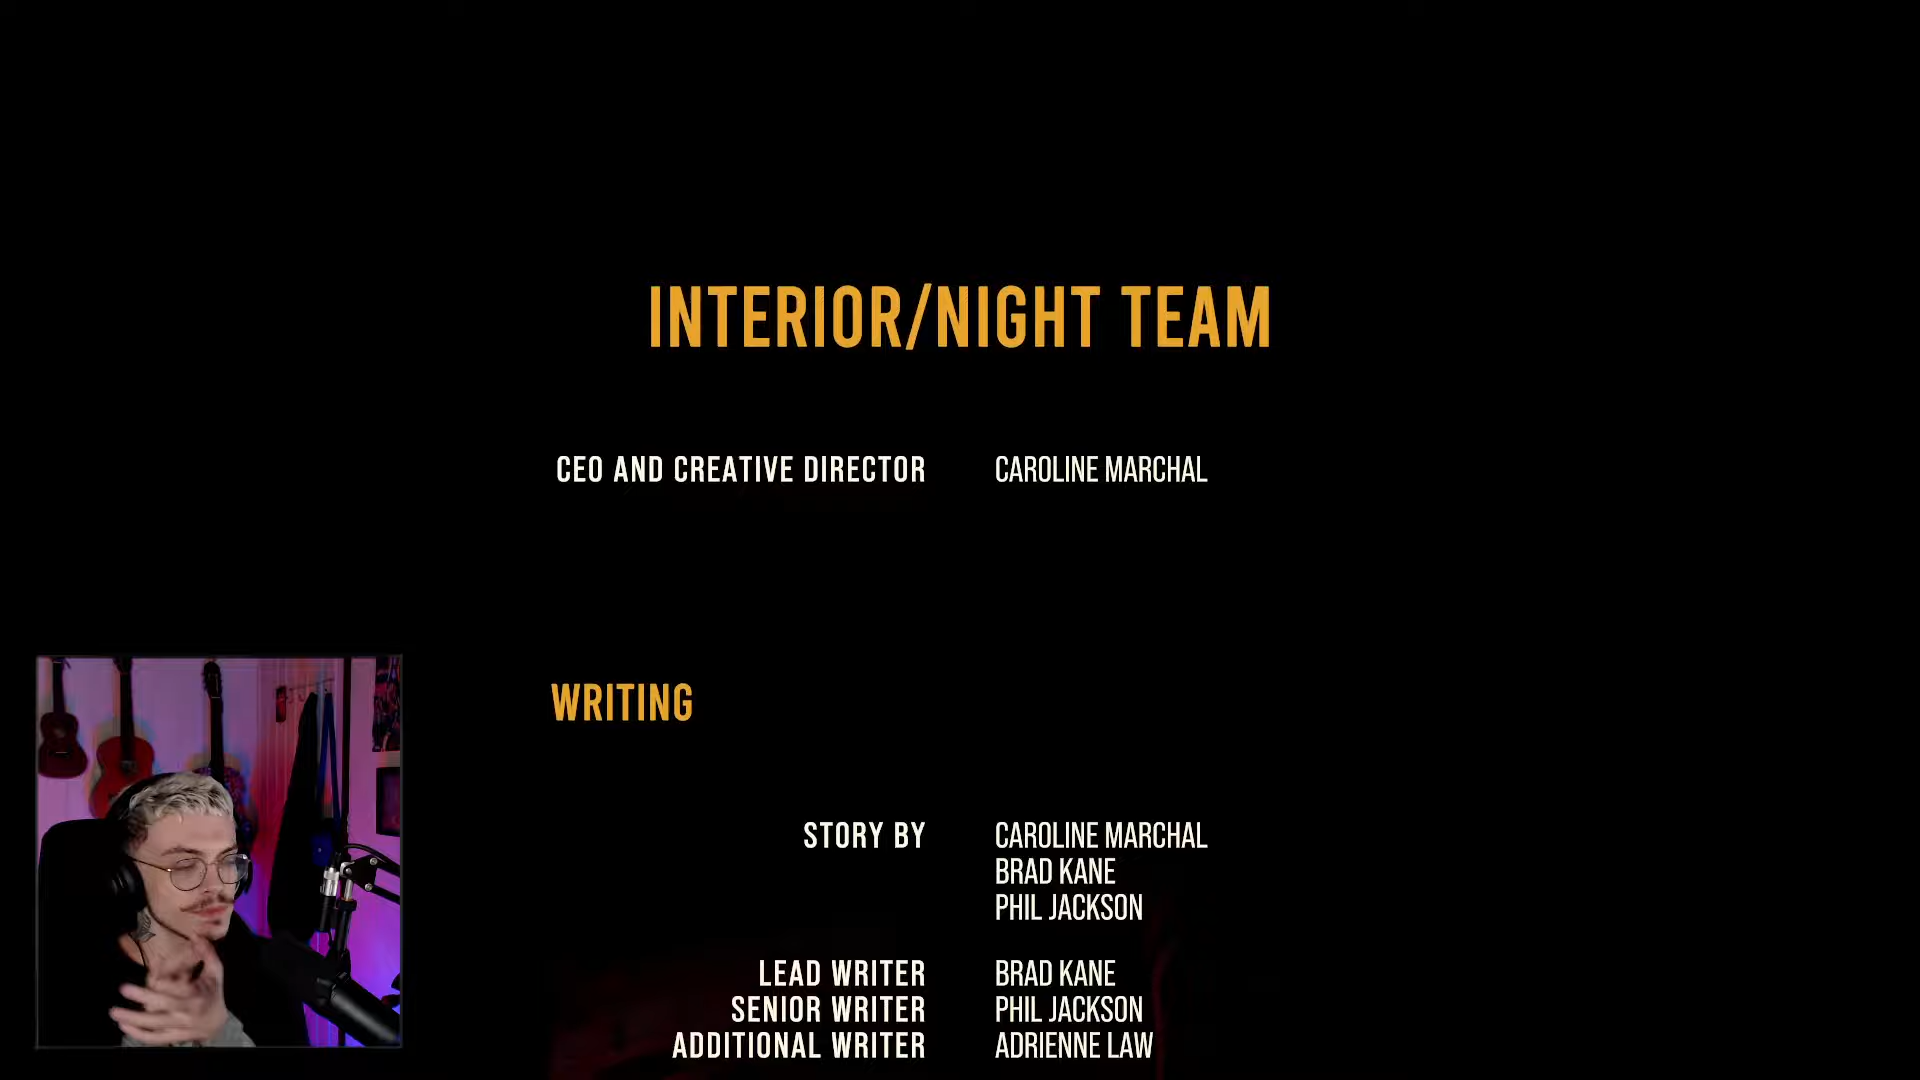 INTERIOR/NIGHT TEAM
CEO AND CREATIVE DIRECTOR CAROLINE MARCHAL
WRITING
STORY BY CAROLINE MARCHAL
BRAD KANE
PHIL JACKSON
LEAD WRITER BRAD KANE
SENIOR WRITER PHIL JACKSON
ADDITIONAL WRITER ADRIENNE LAW